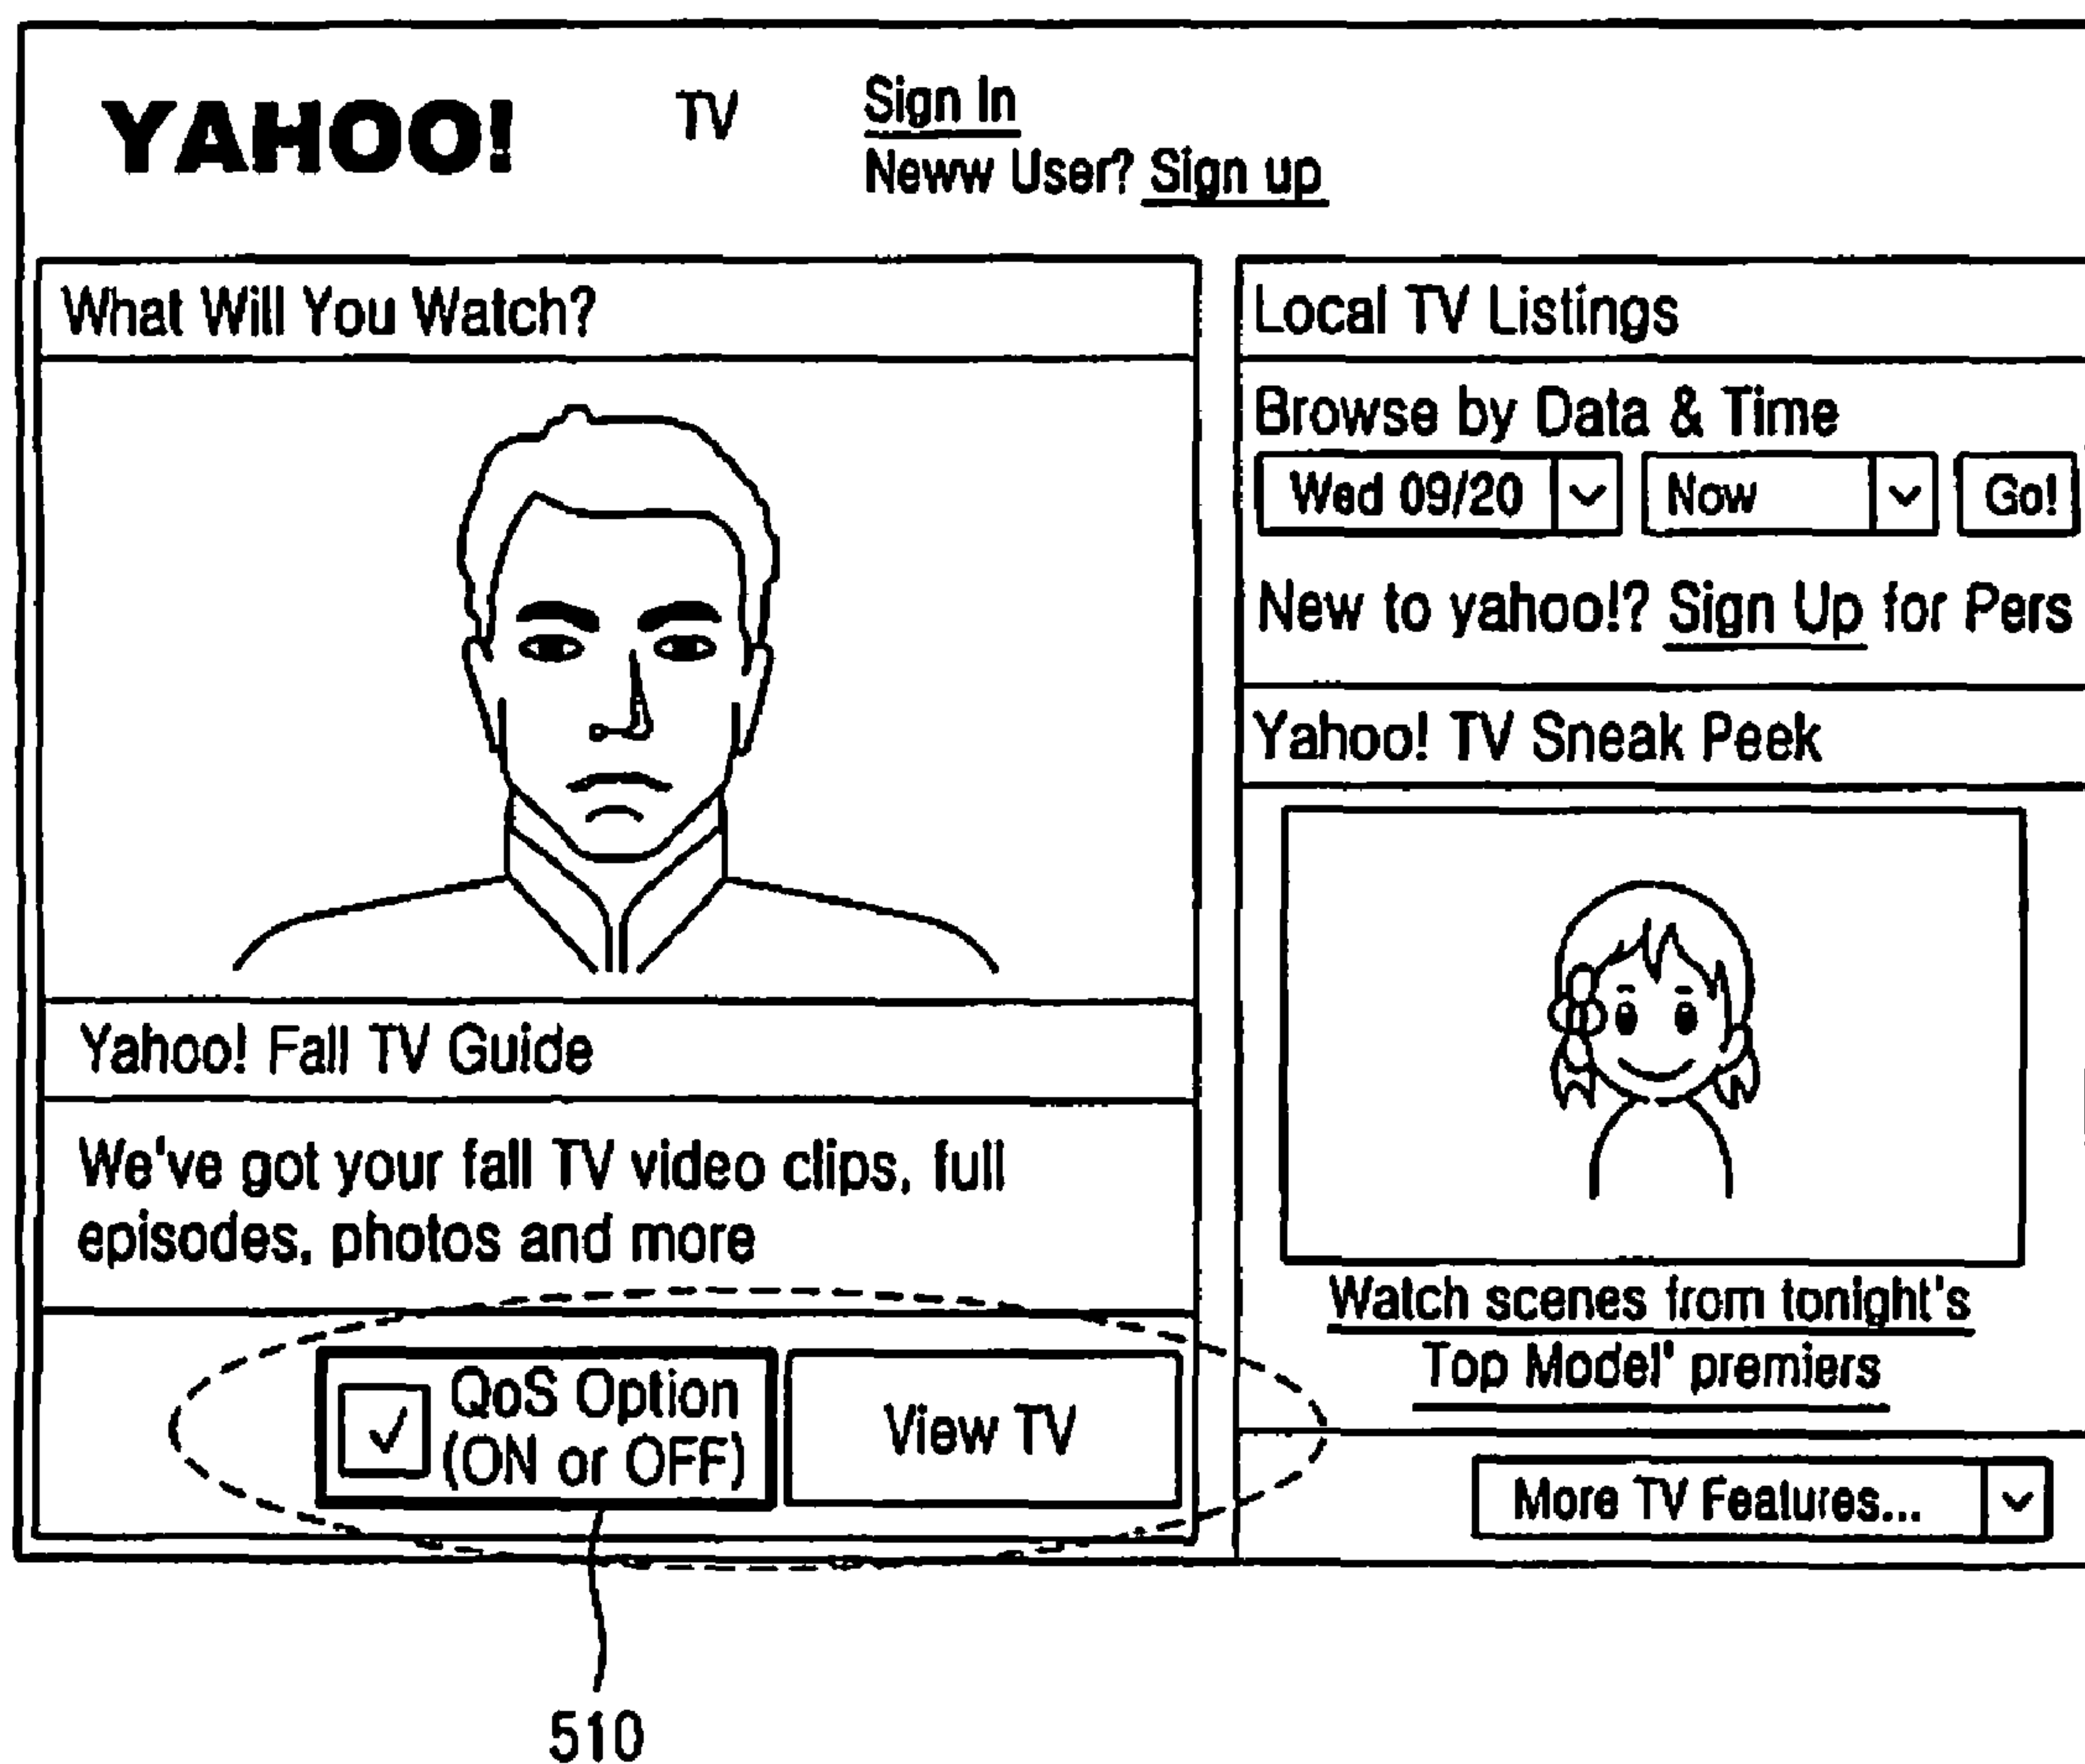 YAHOO!
TV
Sign In
Neww User? Sign up
What Will You Watch?
Yahoo! Fall TV Guide
We've got your fall TV video clips, full
episodes, photos and more
QoS Option
(ON or OFF)
View TV
Local TV Listings
Browse by Data & Time
Wed 09/20
Now
Go!
New to yahoo!? Sign Up for Pers
Yahoo! TV Sneak Peek
Watch scenes from tonight's
Top Model' premiers
More TV Features...
510